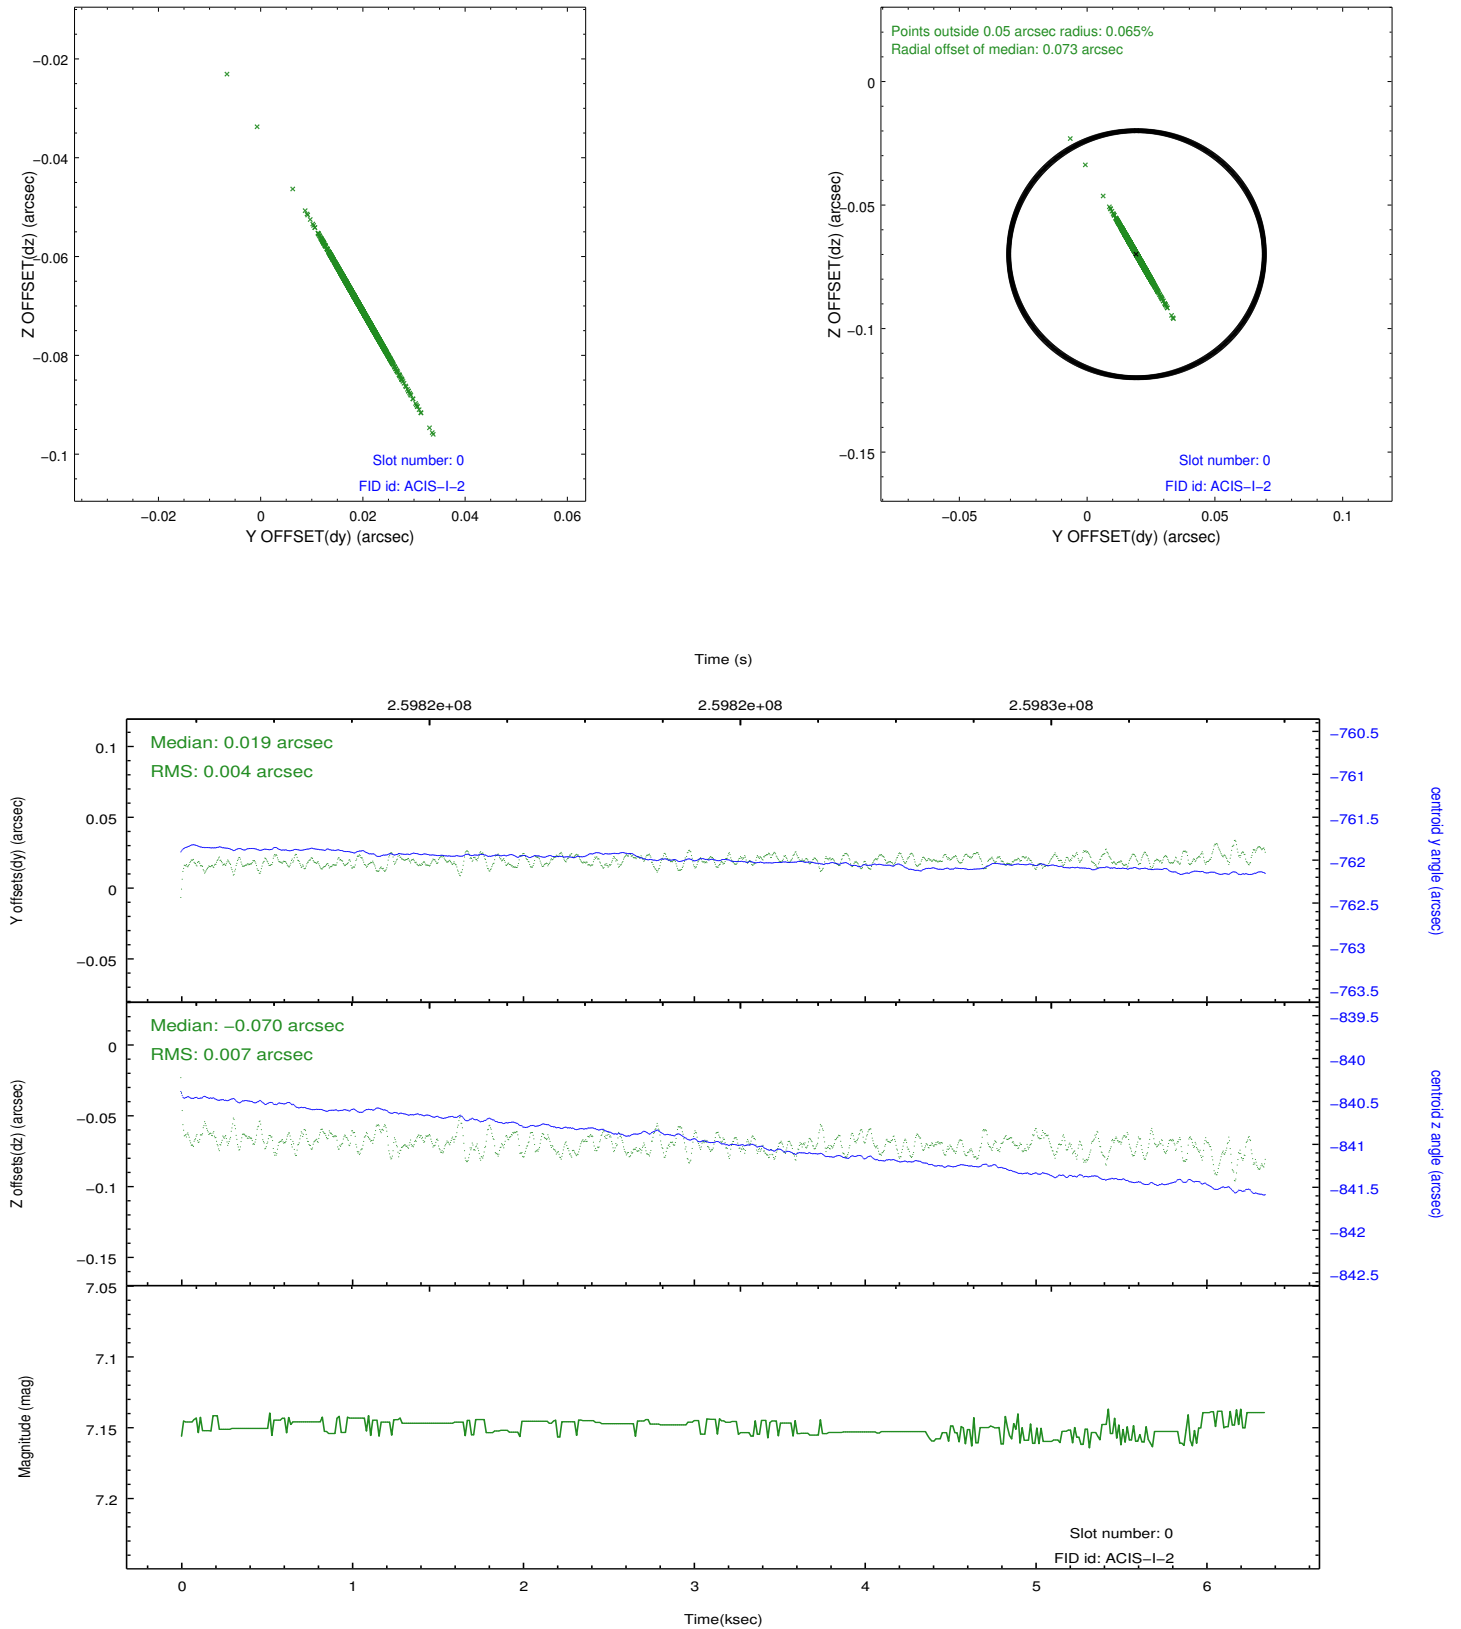 −0.02
−0.04
−0.06
−0.08
−0.1
Z OFFSET(dz) (arcsec)
Slot number: 0
FID id: ACIS−I−2
−0.02 0 0.02 0.04 0.06
Y OFFSET(dy) (arcsec)
Points outside 0.05 arcsec radius: 0.065%
Radial offset of median: 0.073 arcsec
0
−0.05
−0.1
−0.15
Z OFFSET(dz) (arcsec)
Slot number: 0
FID id: ACIS−I−2
−0.05 0 0.05 0.1
Y OFFSET(dy) (arcsec)
Time (s)
2.5982e+08 2.5982e+08 2.5983e+08
Median: 0.019 arcsec
RMS: 0.004 arcsec
0.1
0.05
0
−0.05
Y offsets(dy) (arcsec)
−760.5
−761
−761.5
−762
−762.5
−763
−763.5
centroid y angle (arcsec)
Median: −0.070 arcsec
RMS: 0.007 arcsec
0
−0.05
−0.1
−0.15
Z offsets(dz) (arcsec)
−839.5
−840
−840.5
−841
−841.5
−842
−842.5
centroid z angle (arcsec)
7.05
7.1
7.15
7.2
Magnitude (mag)
Slot number: 0
FID id: ACIS−I−2
0 1 2 3 4 5 6
Time(ksec)